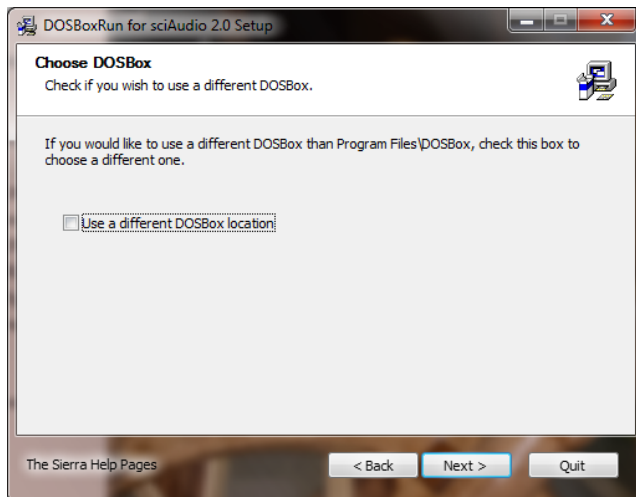 DOSBoxRun for sciAudio 2.0 Setup
Choose DOSBox
Check if you wish to use a different DOSBox.
If you would like to use a different DOSBox than Program Files\DOSBox, check this box to
choose a different one.
Use a different DOSBox location
The Sierra Help Pages
< Back
Next >
Quit